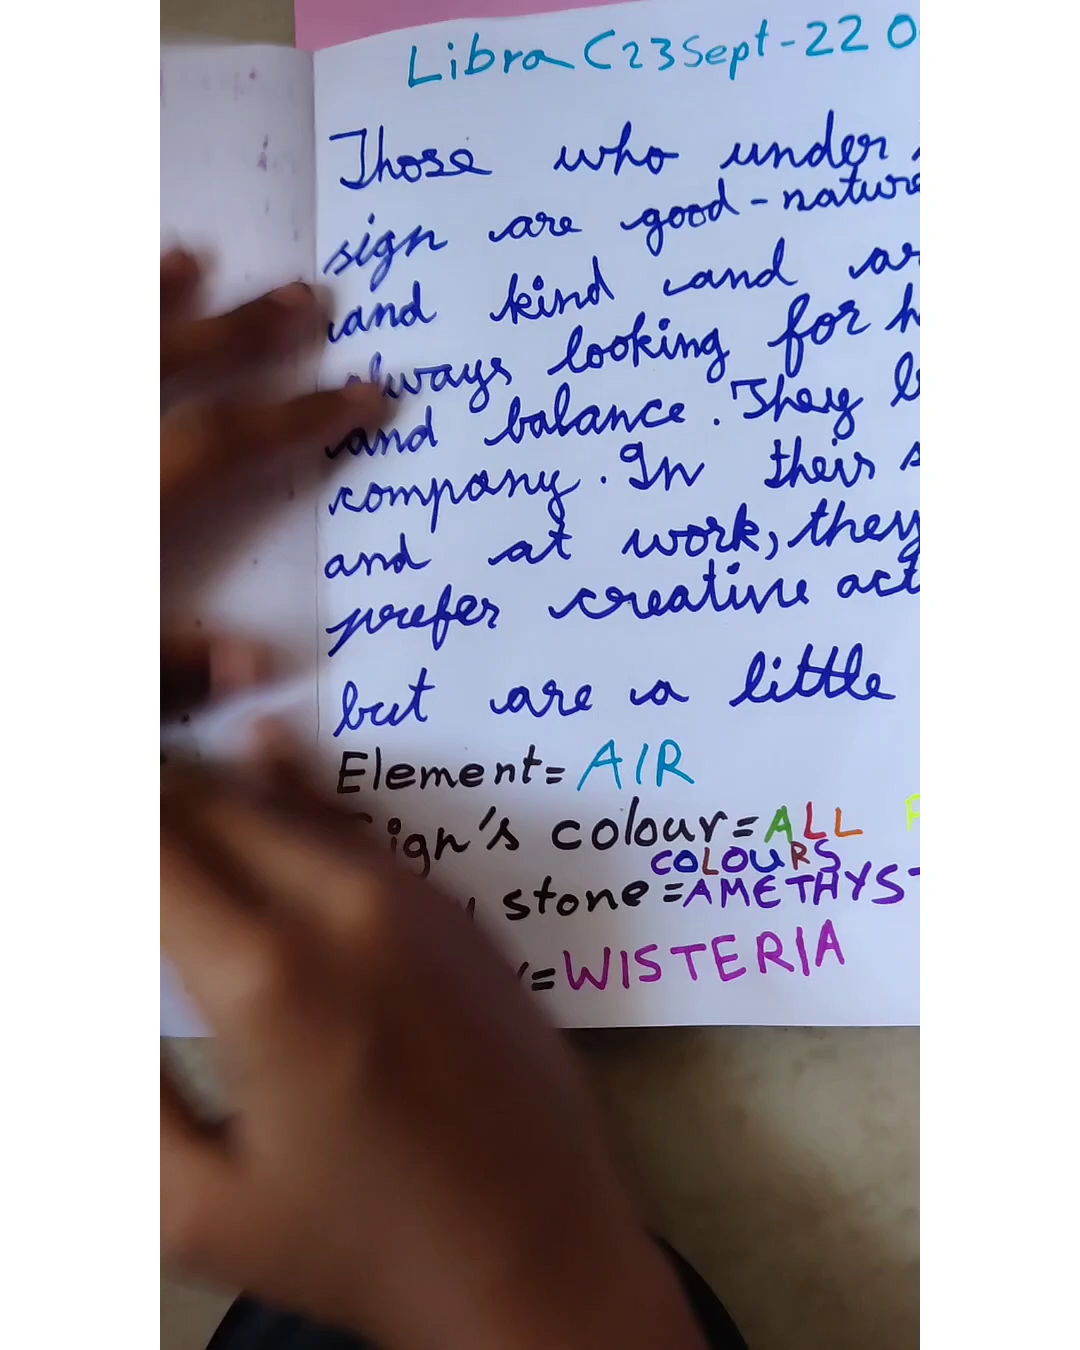 Libra (23 Sept - 22 O
Those who under
sign are good-nature
and kind and ar
always looking for h
and balance. They l
company. In their s
and at work, they
prefer creative act
but are a little
Element = AIR
ign's colour = ALL P
COLOURS
y stone = AMETHYST
= WISTERIA